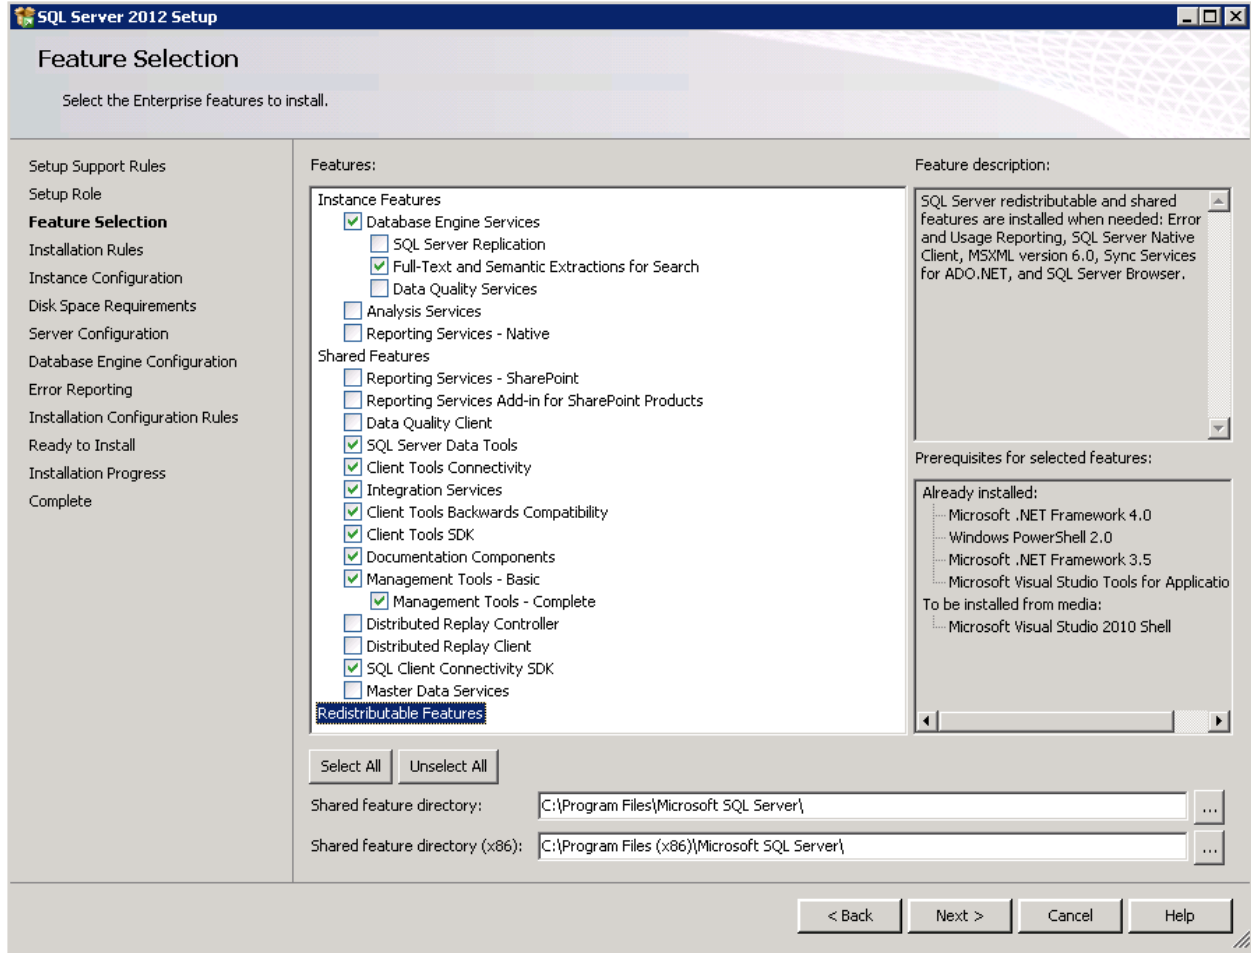 SQL Server 2012 Setup
Feature Selection
Select the Enterprise features to install.
Setup Support Rules
Setup Role
Feature Selection
Installation Rules
Instance Configuration
Disk Space Requirements
Server Configuration
Database Engine Configuration
Error Reporting
Installation Configuration Rules
Ready to Install
Installation Progress
Complete
Features:
Instance Features
Database Engine Services
SQL Server Replication
Full-Text and Semantic Extractions for Search
Data Quality Services
Analysis Services
Reporting Services - Native
Shared Features
Reporting Services - SharePoint
Reporting Services Add-in for SharePoint Products
Data Quality Client
SQL Server Data Tools
Client Tools Connectivity
Integration Services
Client Tools Backwards Compatibility
Client Tools SDK
Documentation Components
Management Tools - Basic
Management Tools - Complete
Distributed Replay Controller
Distributed Replay Client
SQL Client Connectivity SDK
Master Data Services
Redistributable Features
Feature description:
SQL Server redistributable and shared
features are installed when needed: Error
and Usage Reporting, SQL Server Native
Client, MSXML version 6.0, Sync Services
for ADO.NET, and SQL Server Browser.
Prerequisites for selected features:
Already installed:
Microsoft .NET Framework 4.0
Windows PowerShell 2.0
Microsoft .NET Framework 3.5
Microsoft Visual Studio Tools for Applicatio
To be installed from media:
Microsoft Visual Studio 2010 Shell
Select All
Unselect All
Shared feature directory:
C:\Program Files\Microsoft SQL Server\
...
Shared feature directory (x86):
C:\Program Files (x86)\Microsoft SQL Server\
...
< Back
Next >
Cancel
Help